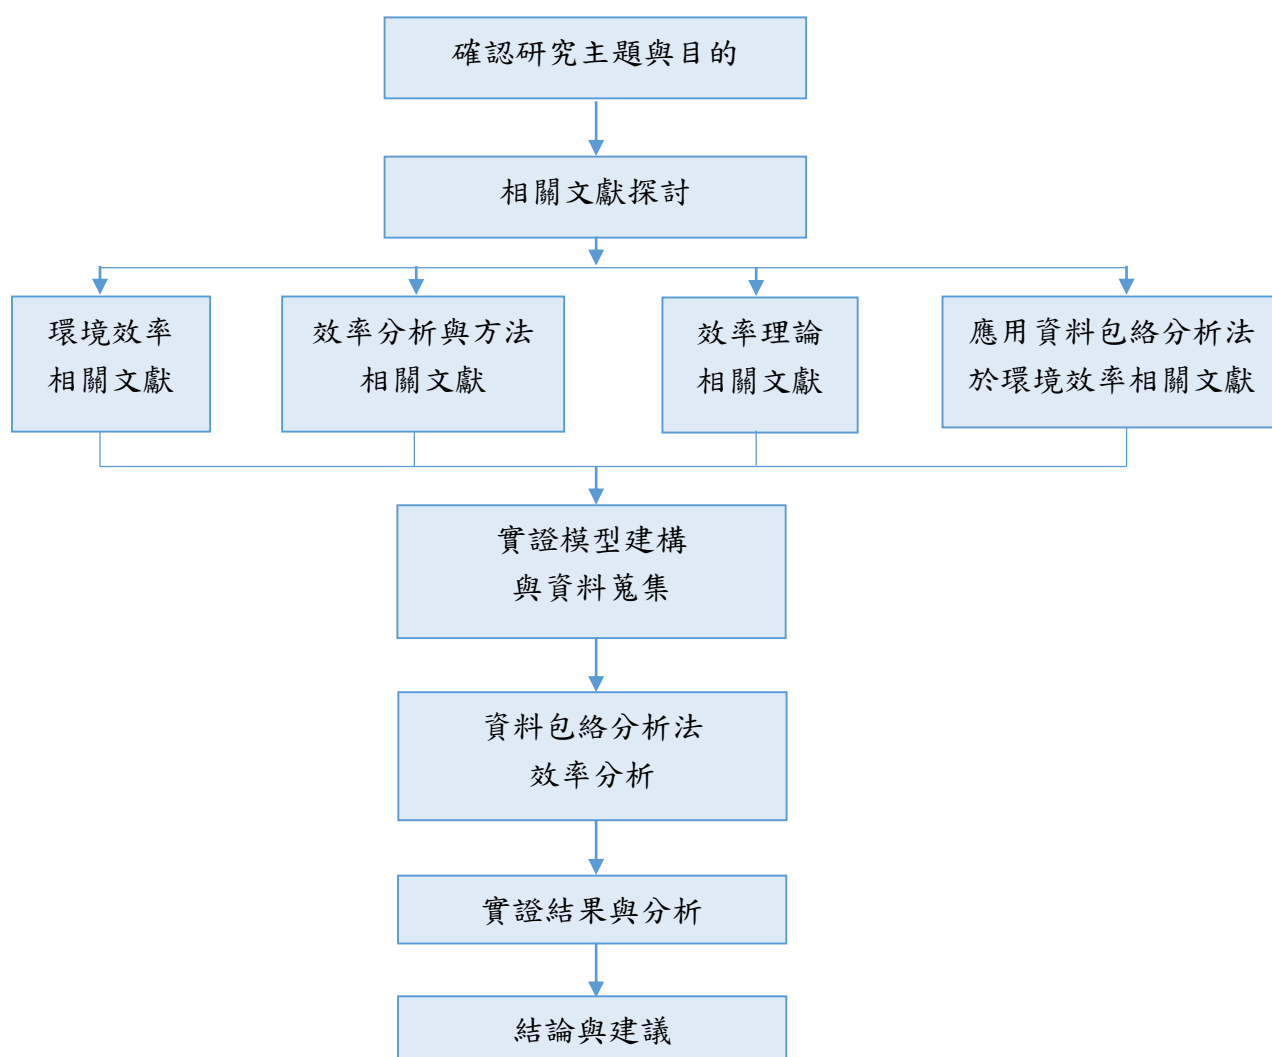 確認研究主題與目的
相關文獻探討
環境效率
相關文獻
效率分析與方法
相關文獻
效率理論
相關文獻
應用資料包絡分析法
於環境效率相關文獻
實證模型建構
與資料蒐集
資料包絡分析法
效率分析
實證結果與分析
結論與建議